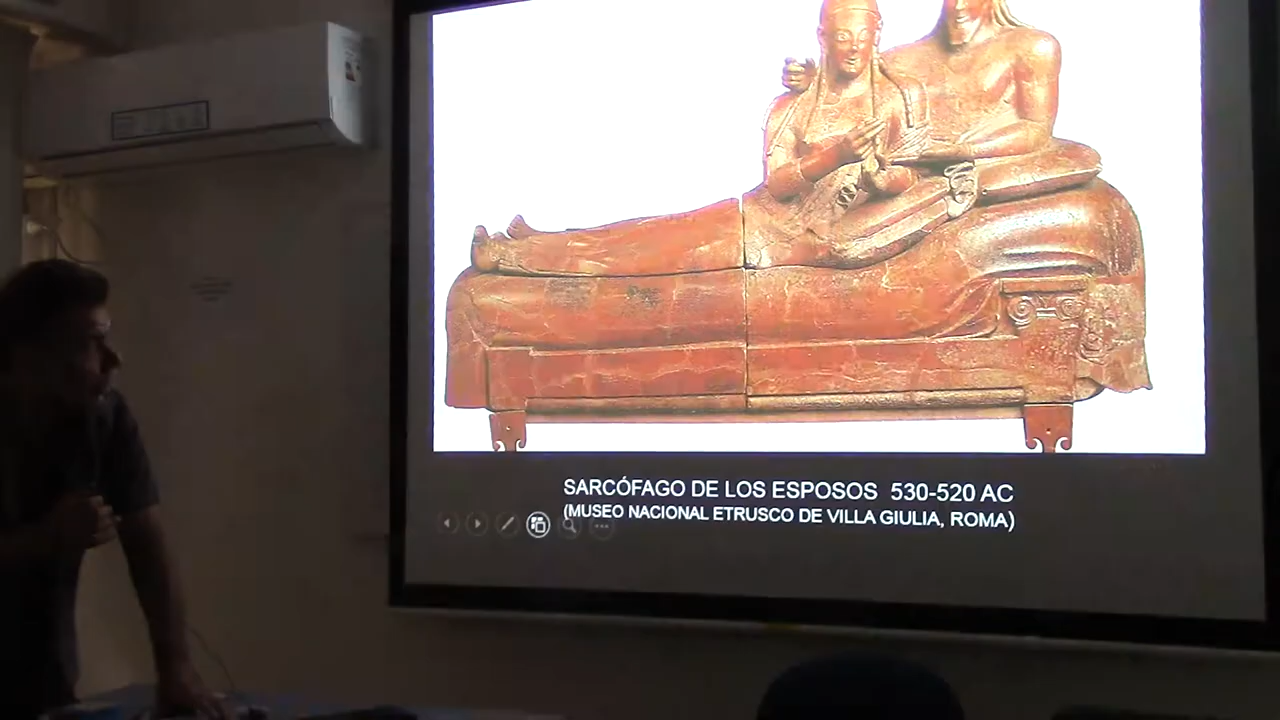 SARCÓFAGO DE LOS ESPOSOS 530-520 AC
(MUSEO NACIONAL ETRUSCO DE VILLA GIULIA, ROMA)